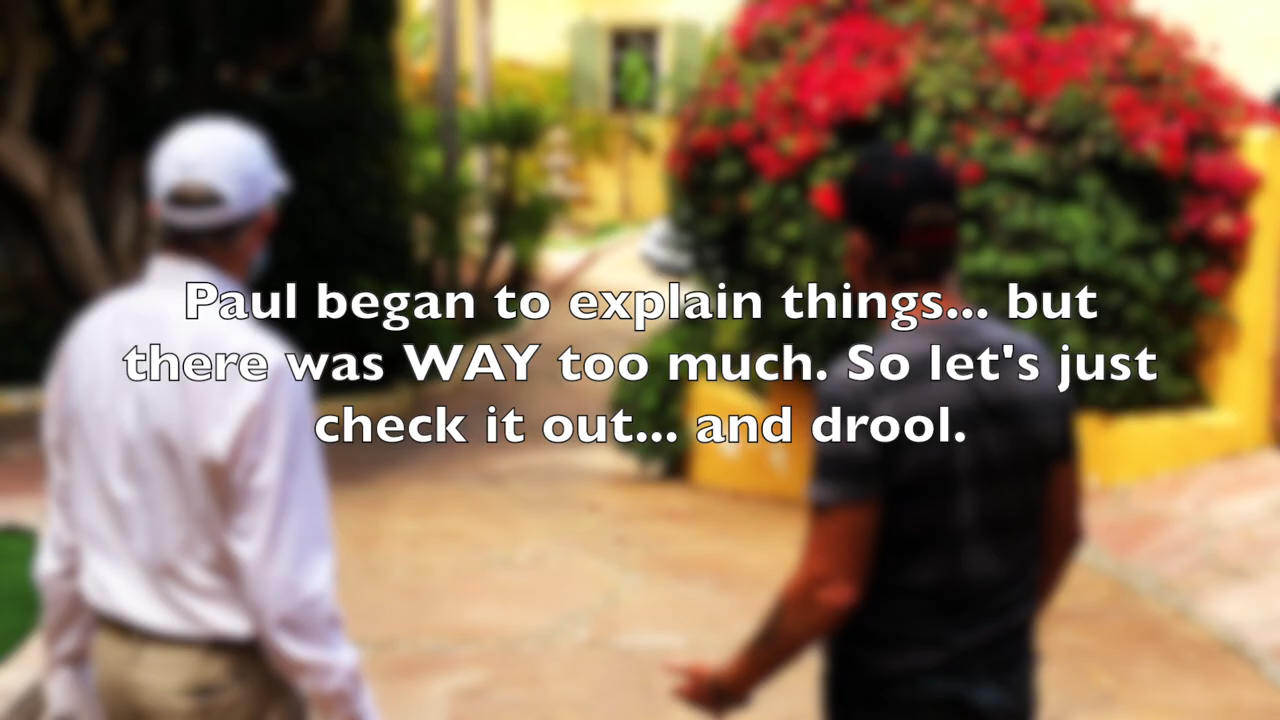 Paul began to explain things... but
there was WAY too much. So let's just
check it out... and drool.